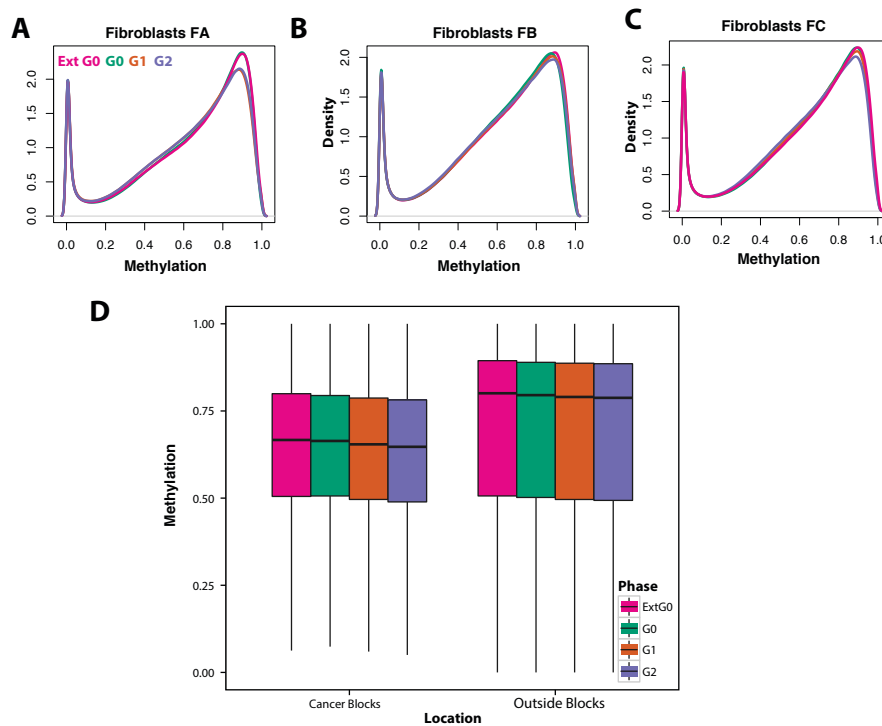 A
Fibroblasts FA
Ext G0 G0 G1 G2
0.0 0.5 1.0 1.5 2.0
0.0 0.2 0.4 0.6 0.8 1.0
Methylation
B
Fibroblasts FB
Density
0.0 0.5 1.0 1.5 2.0
0.0 0.2 0.4 0.6 0.8 1.0
Methylation
C
Fibroblasts FC
Density
0.0 0.5 1.0 1.5 2.0
0.0 0.2 0.4 0.6 0.8 1.0
Methylation
D
Methylation
1.00
0.75
0.50
0.25
0.00
Cancer Blocks
Outside Blocks
Location
Phase
ExtG0
G0
G1
G2